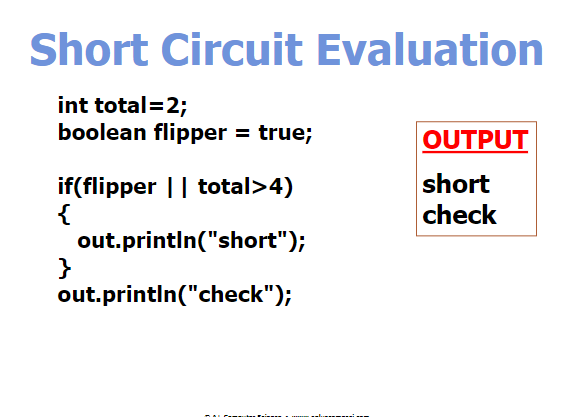 Short Circuit Evaluation
int total=2;
boolean flipper = true;
if(flipper || total>4)
{
out.println("short");
}
out.println("check");
OUTPUT
short
check